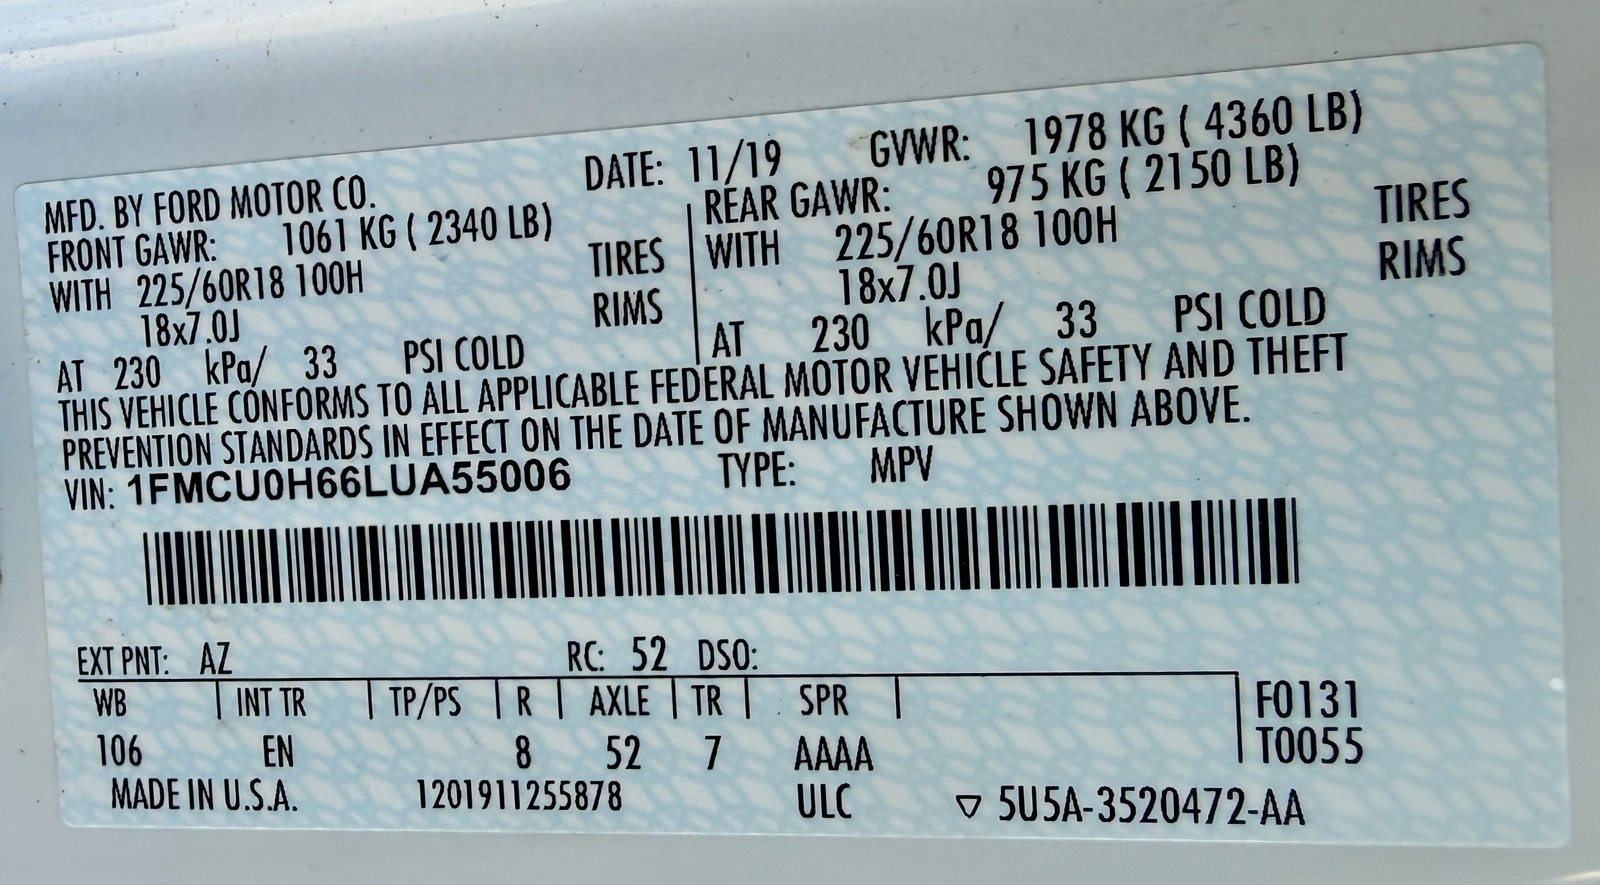 MFD. BY FORD MOTOR CO. DATE: 11/19 GVWR: 1978 KG ( 4360 LB)
FRONT GAWR: 1061 KG ( 2340 LB) REAR GAWR: 975 KG ( 2150 LB)
WITH 225/60R18 100H TIRES WITH 225/60R18 100H TIRES
18x7.0J RIMS 18x7.0J RIMS
AT 230 kPa/ 33 PSI COLD AT 230 kPa/ 33 PSI COLD
THIS VEHICLE CONFORMS TO ALL APPLICABLE FEDERAL MOTOR VEHICLE SAFETY AND THEFT
PREVENTION STANDARDS IN EFFECT ON THE DATE OF MANUFACTURE SHOWN ABOVE.
VIN: 1FMCU0H66LUA55006 TYPE: MPV
EXT PNT: AZ RC: 52 DSO:
WB | INT TR | TP/PS | R | AXLE | TR | SPR | F0131
106 EN 8 52 7 AAAA T0055
MADE IN U.S.A. 1201911255878 ULC ▽ 5U5A-3520472-AA